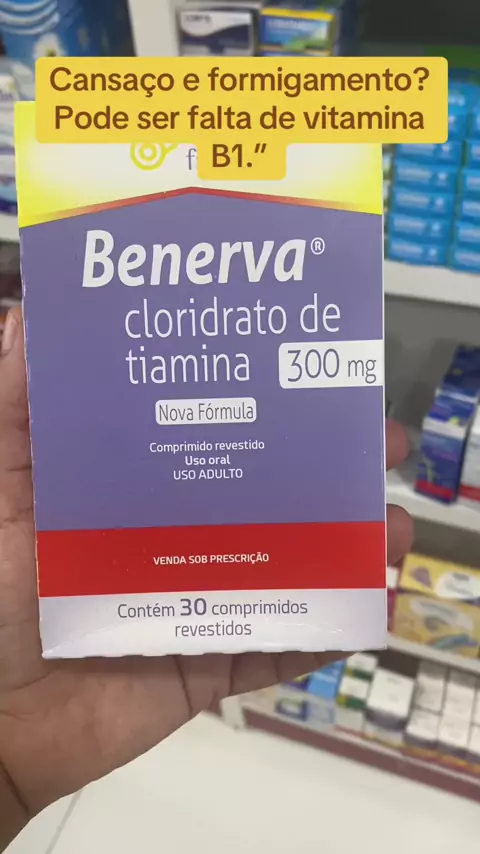 Cansaço e formigamento?
Pode ser falta de vitamina
B1.”
Benerva®
cloridrato de
tiamina 300 mg
Nova Fórmula
Comprimido revestido
Uso oral
USO ADULTO
VENDA SOB PRESCRIÇÃO
Contém 30 comprimidos
revestidos